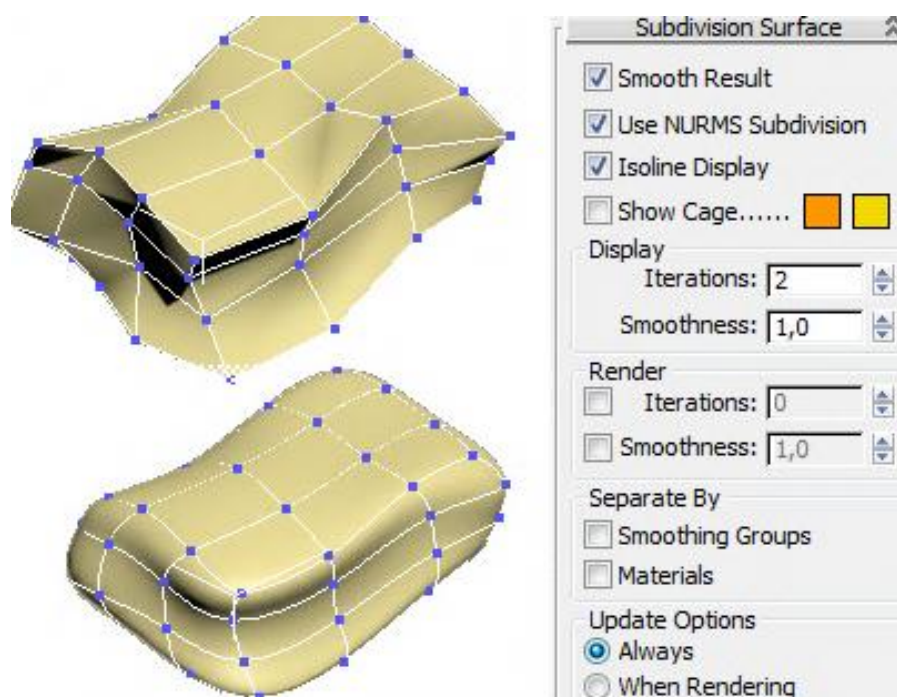 Subdivision Surface
Smooth Result
Use NURMS Subdivision
Isoline Display
Show Cage......
Display
Iterations: 2
Smoothness: 1,0
Render
Iterations: 0
Smoothness: 1,0
Separate By
Smoothing Groups
Materials
Update Options
Always
When Rendering